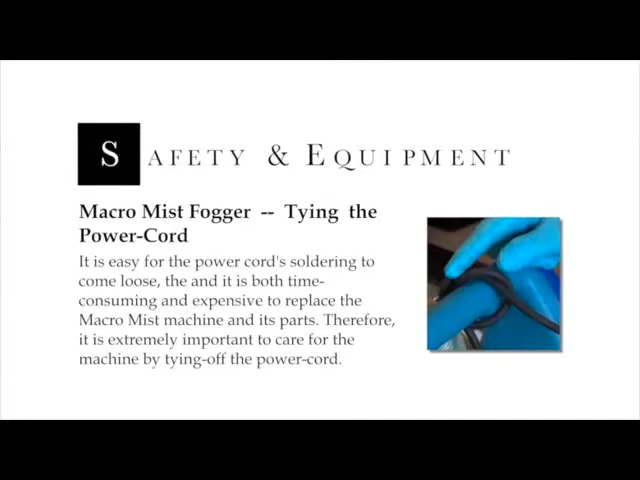 SAFETY & EQUIPMENT
Macro Mist Fogger -- Tying the
Power-Cord
It is easy for the power cord's soldering to
come loose, the and it is both time-
consuming and expensive to replace the
Macro Mist machine and its parts. Therefore,
it is extremely important to care for the
machine by tying-off the power-cord.